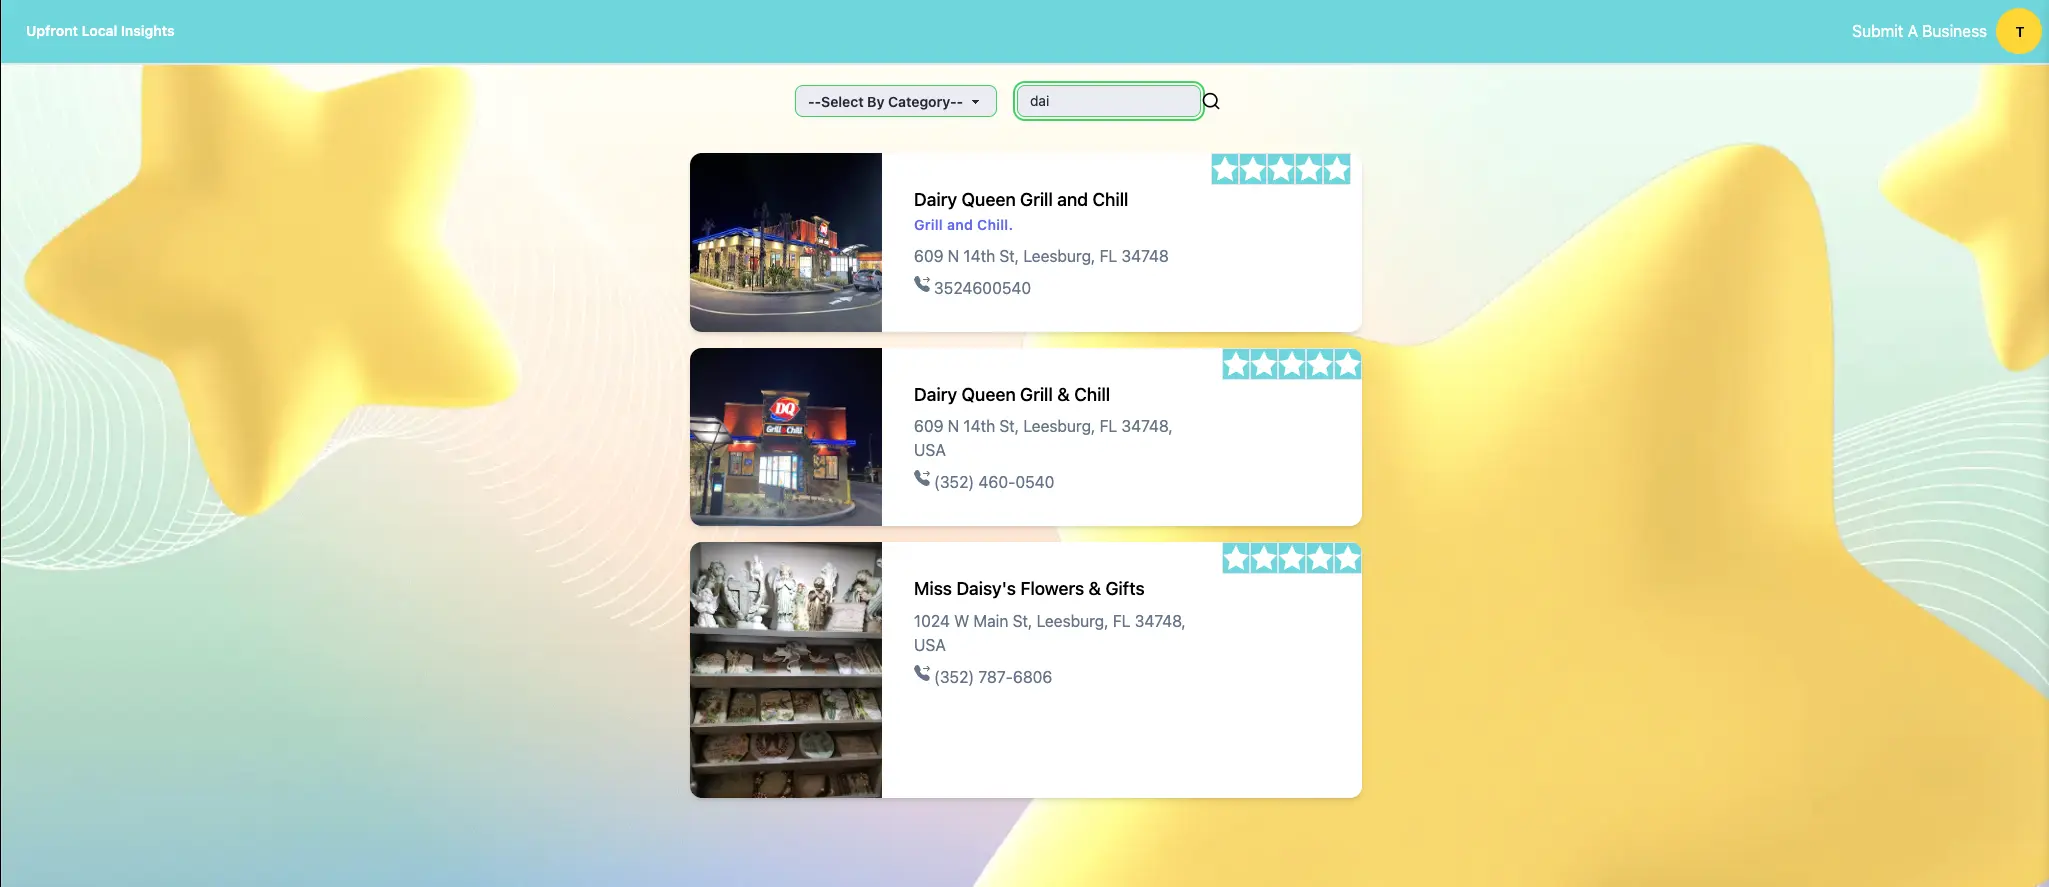 Upfront Local Insights
Submit A Business
T
--Select By Category--
dai
Dairy Queen Grill and Chill
Grill and Chill.
609 N 14th St, Leesburg, FL 34748
3524600540
DQ
Grill & Chill
Dairy Queen Grill & Chill
609 N 14th St, Leesburg, FL 34748,
USA
(352) 460-0540
Miss Daisy's Flowers & Gifts
1024 W Main St, Leesburg, FL 34748,
USA
(352) 787-6806